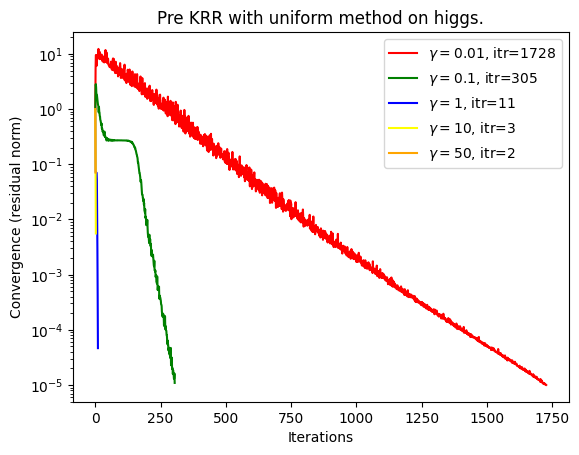 Pre KRR with uniform method on higgs.
Convergence (residual norm)
10¹
10⁰
10⁻¹
10⁻²
10⁻³
10⁻⁴
10⁻⁵
γ = 0.01, itr=1728
γ = 0.1, itr=305
γ = 1, itr=11
γ = 10, itr=3
γ = 50, itr=2
0 250 500 750 1000 1250 1500 1750
Iterations